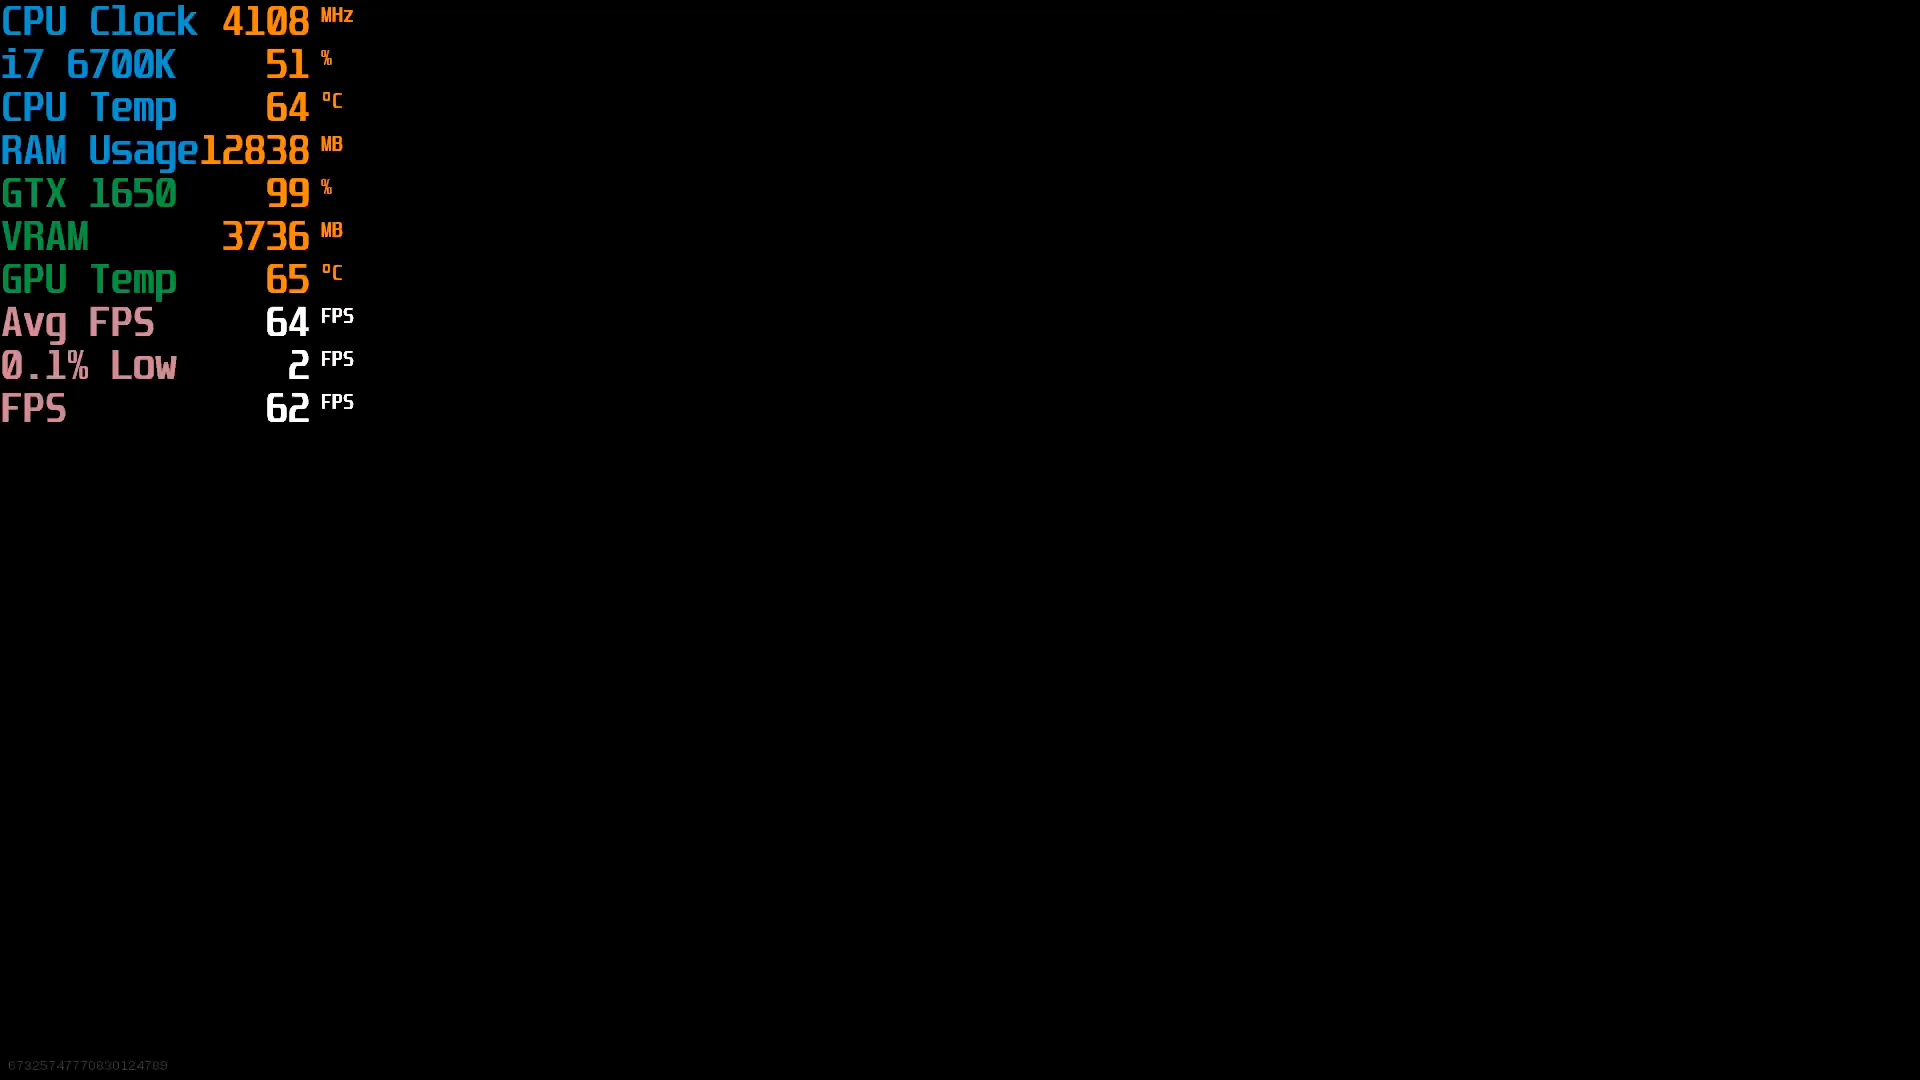 CPU Clock 4108 MHz
i7 6700K 51 %
CPU Temp 64 °C
RAM Usage 12838 MB
GTX 1650 99 %
VRAM 3736 MB
GPU Temp 65 °C
Avg FPS 64 FPS
0.1% Low 2 FPS
FPS 62 FPS
67325747770830124789